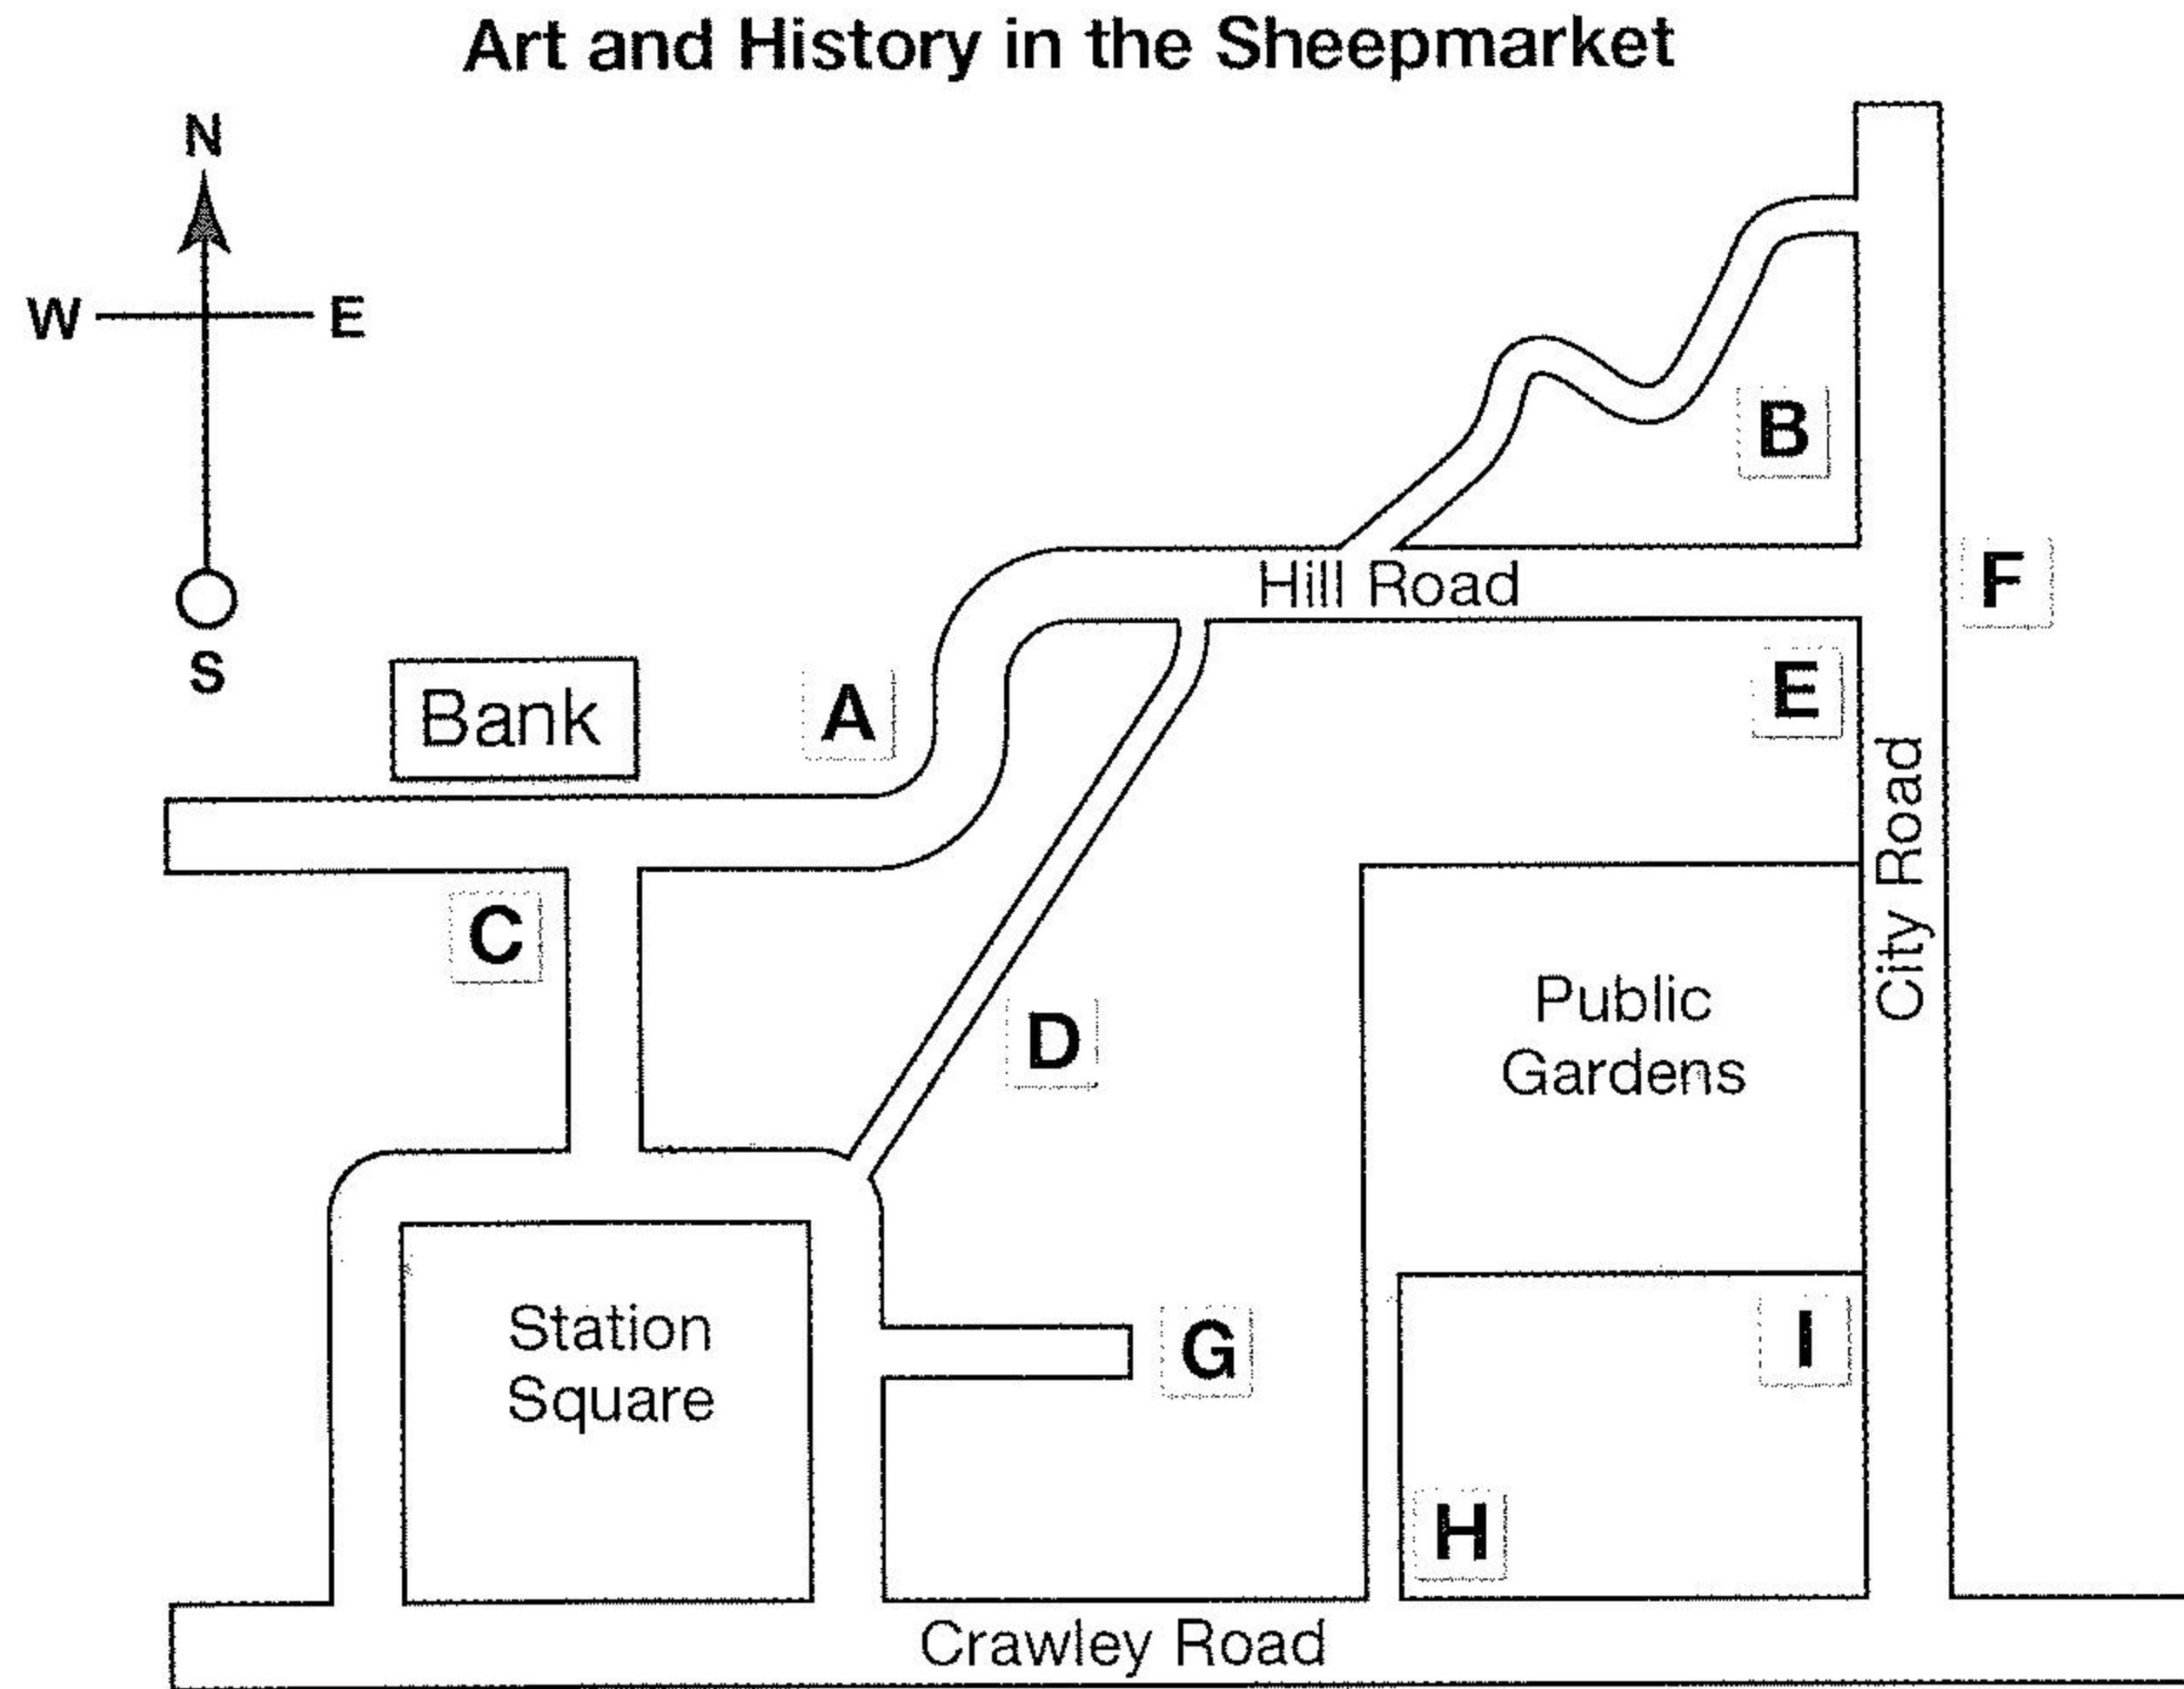 Art and History in the Sheepmarket
N
W E
S
B
Hill Road
F
Bank
A
E
City Road
C
D
Public
Gardens
Station
Square
G
I
H
Crawley Road